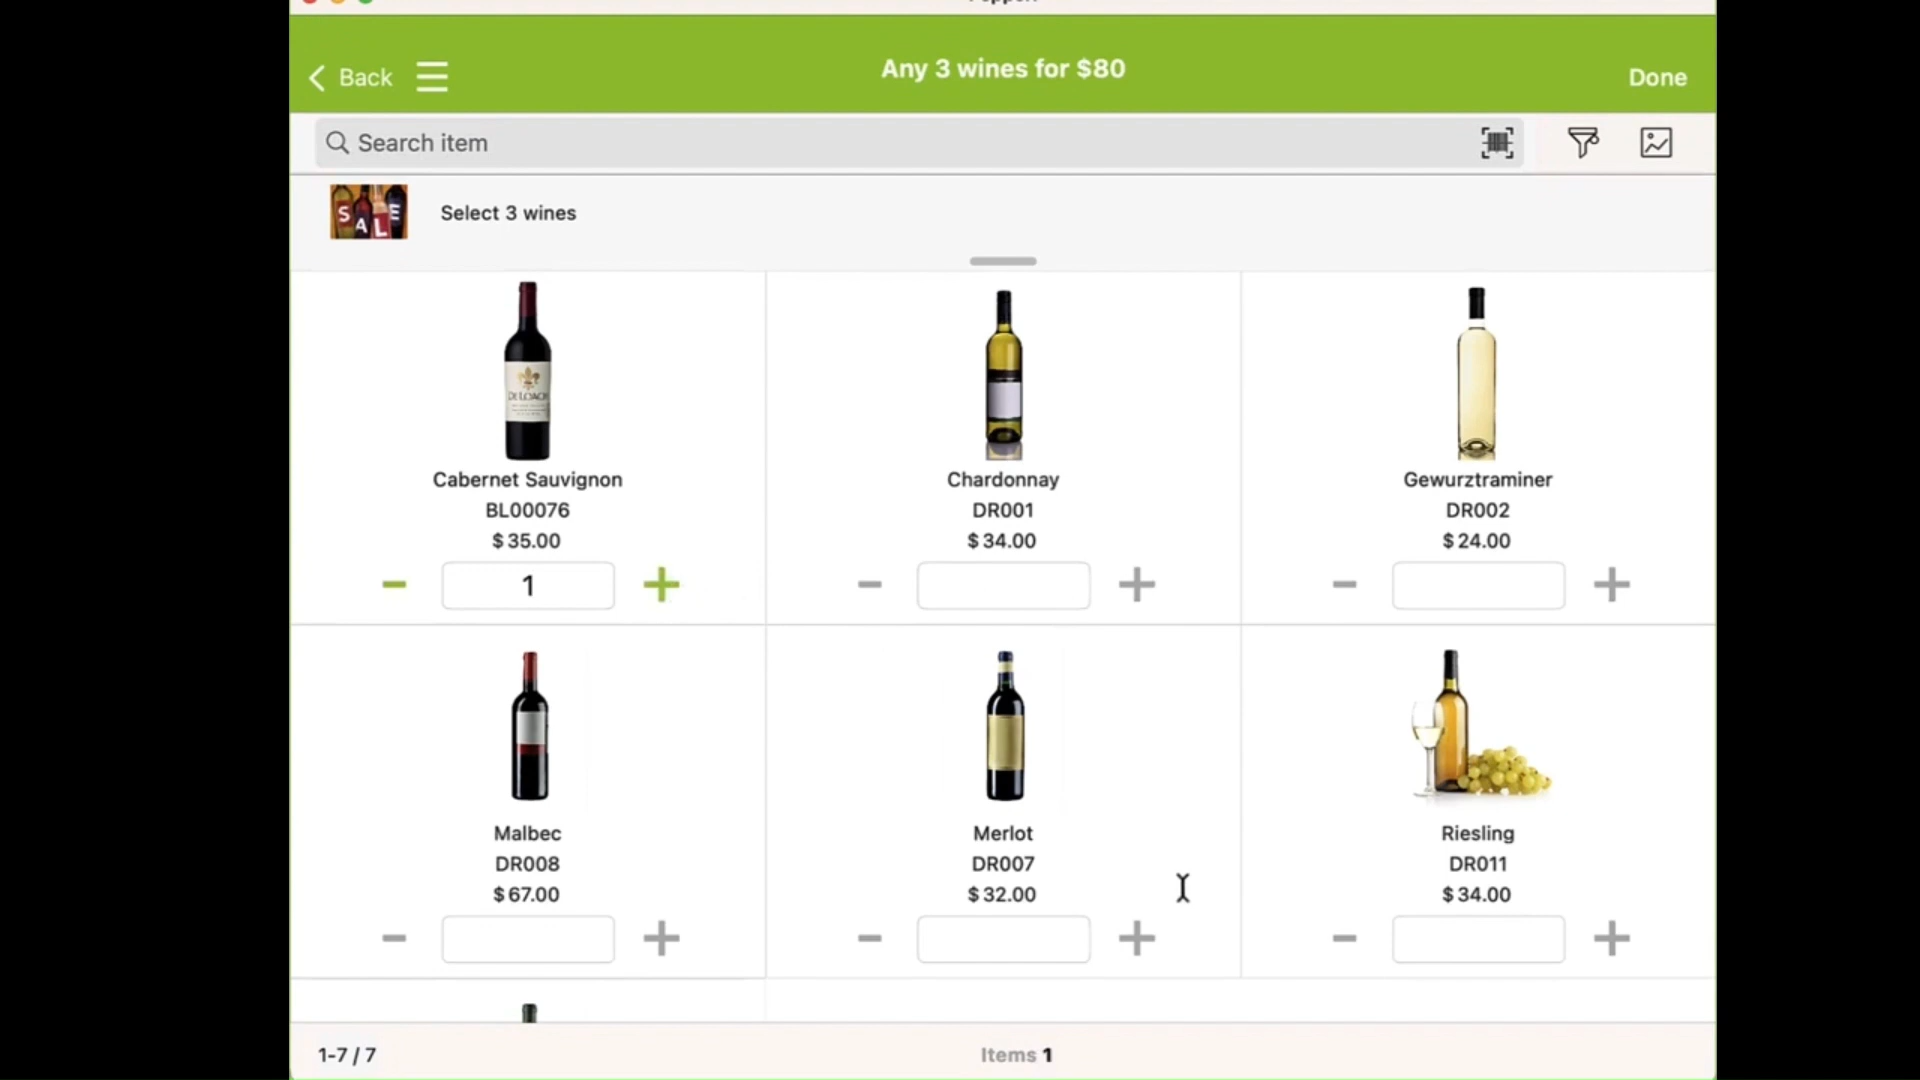 Back
Any 3 wines for $80
Done
Search item
SALE
Select 3 wines
DE LOACH
Cabernet Sauvignon
BL00076
$35.00
1
Chardonnay
DR001
$34.00
Gewurztraminer
DR002
$24.00
Malbec
DR008
$67.00
Merlot
DR007
$32.00
Riesling
DR011
$34.00
1-7 / 7
Items 1